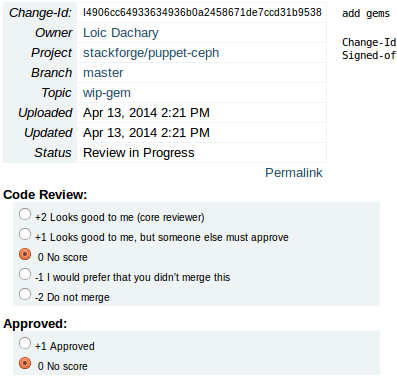 Change-Id: I4906cc64933634936b0a2458671de7ccd31b9538
Owner Loic Dachary
Project stackforge/puppet-ceph
Branch master
Topic wip-gem
Uploaded Apr 13, 2014 2:21 PM
Updated Apr 13, 2014 2:21 PM
Status Review in Progress
Permalink
add gems
Change-Id
Signed-of
Code Review:
+2 Looks good to me (core reviewer)
+1 Looks good to me, but someone else must approve
0 No score
-1 I would prefer that you didn't merge this
-2 Do not merge
Approved:
+1 Approved
0 No score